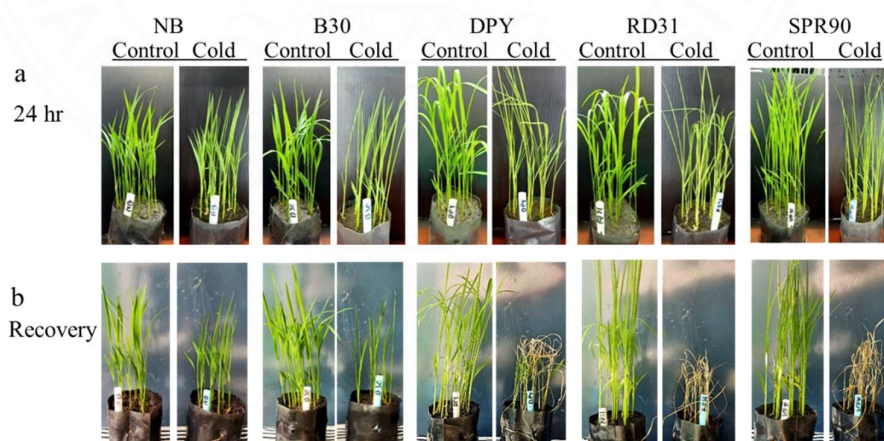 NB B30 DPY RD31 SPR90
Control Cold Control Cold Control Cold Control Cold Control Cold
a
24 hr
b
Recovery